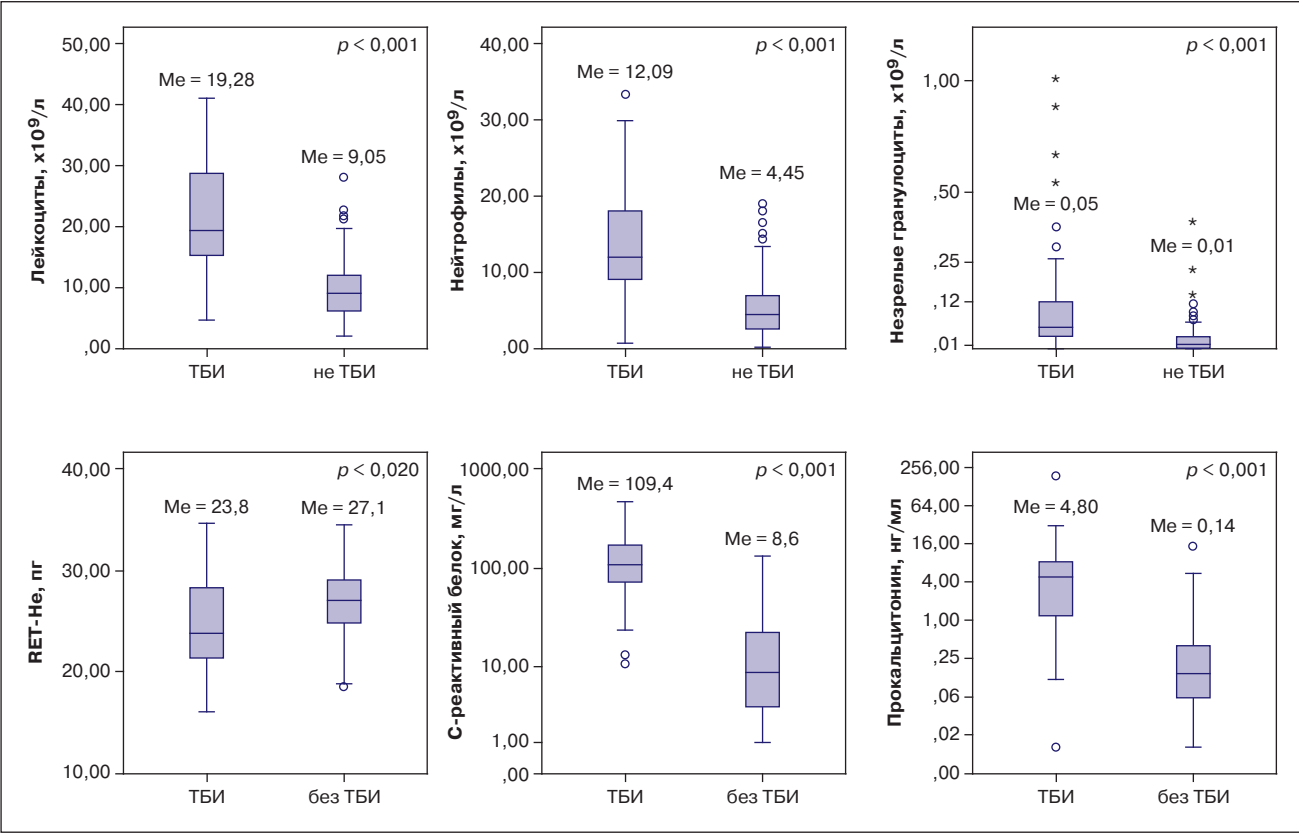 Лейкоциты, x10⁹/л
50,00
40,00
30,00
20,00
10,00
,00
p < 0,001
Me = 19,28
Me = 9,05
ТБИ
не ТБИ
Нейтрофилы, x10⁹/л
40,00
30,00
20,00
10,00
,00
p < 0,001
Me = 12,09
Me = 4,45
ТБИ
не ТБИ
Незрелые гранулоциты, x10⁹/л
1,00
,50
,25
,12
,01
p < 0,001
Me = 0,05
Me = 0,01
ТБИ
не ТБИ
RET-He, пг
40,00
30,00
20,00
10,00
p < 0,020
Me = 23,8
Me = 27,1
ТБИ
без ТБИ
С-реактивный белок, мг/л
1000,00
100,00
10,00
1,00
,00
p < 0,001
Me = 109,4
Me = 8,6
ТБИ
без ТБИ
Прокальцитонин, нг/мл
256,00
64,00
16,00
4,00
1,00
,25
,06
,02
,00
p < 0,001
Me = 4,80
Me = 0,14
ТБИ
без ТБИ